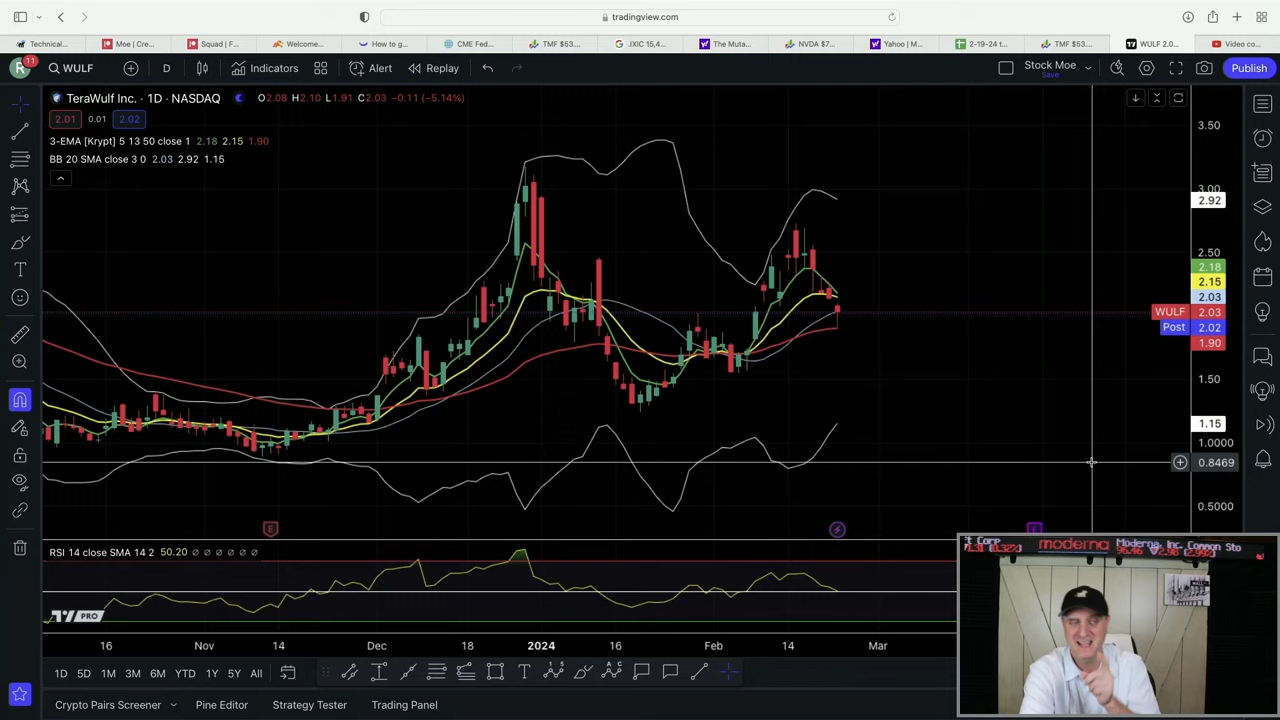 tradingview.com
Technical...
Moe | Cre...
Squad | F...
Welcome...
How to g...
CME Fed...
TMF $53...
.JXIC 15,4...
The Muta...
NVDA $7...
Yahoo | M...
2-19-24 t...
TMF $53...
WULF 2.0...
Video co...
R
11
WULF
D
Indicators
Alert
Replay
Stock Moe
Save
Publish
TeraWulf Inc. · 1D · NASDAQ
O2.08 H2.10 L1.91 C2.03 −0.11 (−5.14%)
2.01
0.01
2.02
3-EMA [Krypt] 5 13 50 close 1 2.18 2.15 1.90
BB 20 SMA close 3 0 2.03 2.92 1.15
3.50
3.00
2.92
2.50
2.18
2.15
2.03
WULF 2.03
Post 2.02
1.90
1.50
1.15
1.0000
0.8469
0.5000
E
E
RSI 14 close SMA 14 2 50.20 ∅ ∅ ∅ ∅ ∅ ∅
PRO
16
Nov
14
Dec
18
2024
16
Feb
14
Mar
1D
5D
1M
3M
6M
YTD
1Y
5Y
All
Crypto Pairs Screener
Pine Editor
Strategy Tester
Trading Panel
t Corp
moderna
Moderna, Inc. Common Sto
WALL